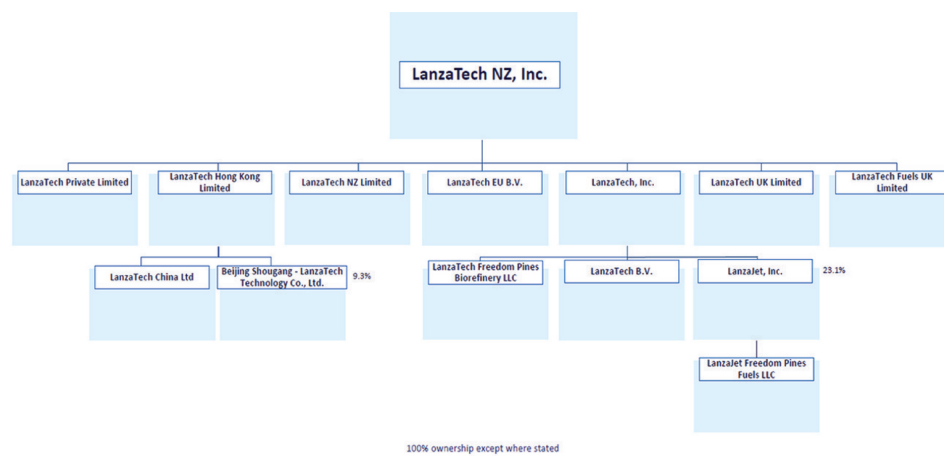 LanzaTech NZ, Inc.
LanzaTech Private Limited
LanzaTech Hong Kong
Limited
LanzaTech NZ Limited
LanzaTech EU B.V.
LanzaTech, Inc.
LanzaTech UK Limited
LanzaTech Fuels UK
Limited
LanzaTech China Ltd
Beijing Shougang - LanzaTech
Technology Co., Ltd.
9.3%
LanzaTech Freedom Pines
Biorefinery LLC
LanzaTech B.V.
LanzaJet, Inc.
23.1%
LanzaJet Freedom Pines
Fuels LLC
100% ownership except where stated